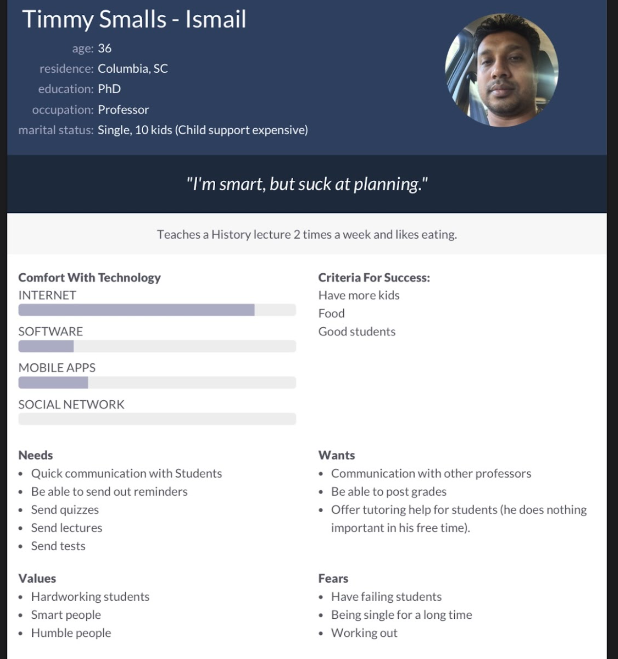 Timmy Smalls - Ismail
age: 36
residence: Columbia, SC
education: PhD
occupation: Professor
marital status: Single, 10 kids (Child support expensive)
"I'm smart, but suck at planning."
Teaches a History lecture 2 times a week and likes eating.
Comfort With Technology
INTERNET
SOFTWARE
MOBILE APPS
SOCIAL NETWORK
Criteria For Success:
Have more kids
Food
Good students
Needs
• Quick communication with Students
• Be able to send out reminders
• Send quizzes
• Send lectures
• Send tests
Wants
• Communication with other professors
• Be able to post grades
• Offer tutoring help for students (he does nothing
important in his free time).
Values
• Hardworking students
• Smart people
• Humble people
Fears
• Have failing students
• Being single for a long time
• Working out